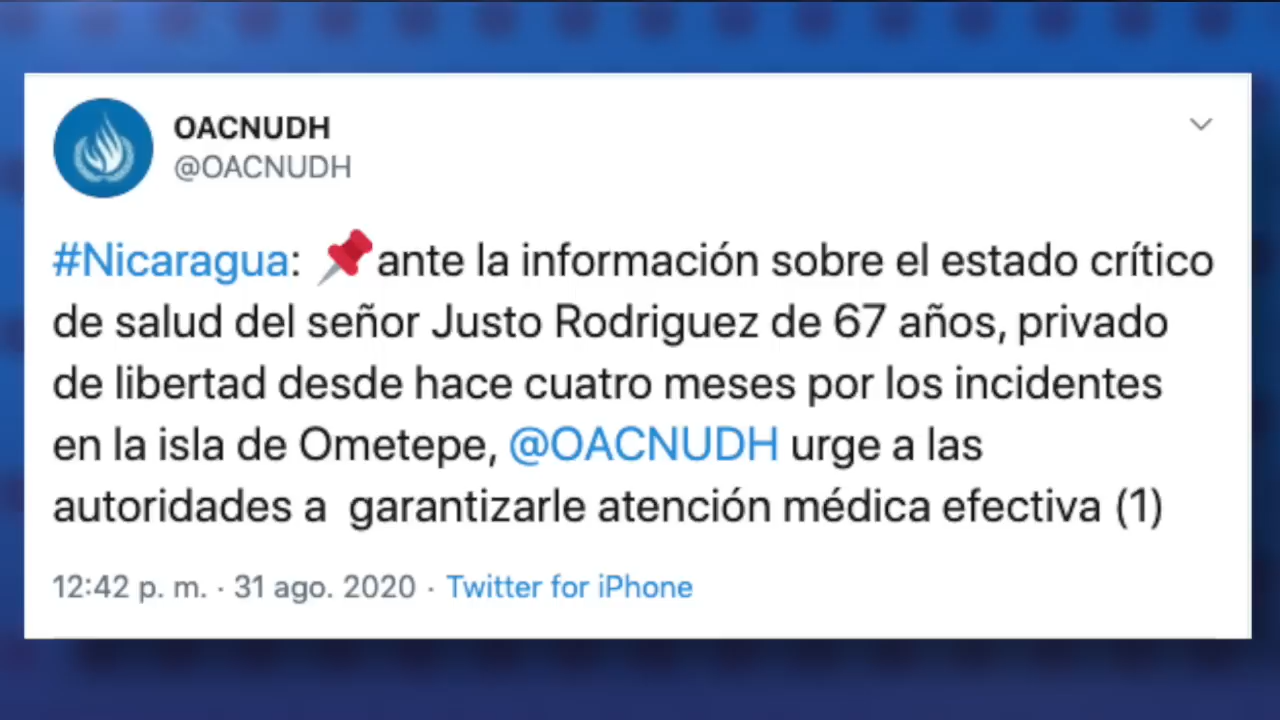 OACNUDH
@OACNUDH
#Nicaragua: 📌ante la información sobre el estado crítico
de salud del señor Justo Rodriguez de 67 años, privado
de libertad desde hace cuatro meses por los incidentes
en la isla de Ometepe, @OACNUDH urge a las
autoridades a  garantizarle atención médica efectiva (1)
12:42 p. m. · 31 ago. 2020 · Twitter for iPhone